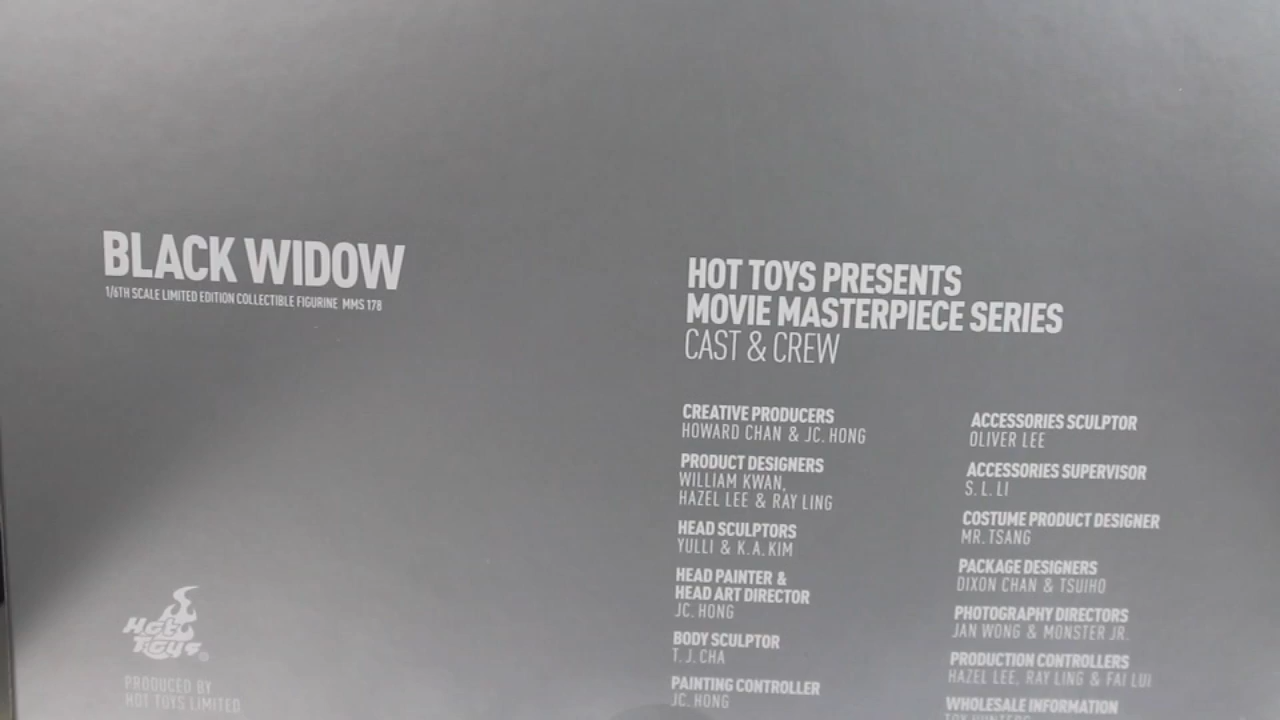 BLACK WIDOW
1/6TH SCALE LIMITED EDITION COLLECTIBLE FIGURINE MMS 178
Hot
Toys
PRODUCED BY
HOT TOYS LIMITED
HOT TOYS PRESENTS
MOVIE MASTERPIECE SERIES
CAST & CREW
CREATIVE PRODUCERS
HOWARD CHAN & JC. HONG
PRODUCT DESIGNERS
WILLIAM KWAN,
HAZEL LEE & RAY LING
HEAD SCULPTORS
YULLI & K.A. KIM
HEAD PAINTER &
HEAD ART DIRECTOR
JC. HONG
BODY SCULPTOR
T.J. CHA
PAINTING CONTROLLER
JC. HONG
ACCESSORIES SCULPTOR
OLIVER LEE
ACCESSORIES SUPERVISOR
S. L. LI
COSTUME PRODUCT DESIGNER
MR. TSANG
PACKAGE DESIGNERS
DIXON CHAN & TSUIHO
PHOTOGRAPHY DIRECTORS
JAN WONG & MONSTER JR.
PRODUCTION CONTROLLERS
HAZEL LEE, RAY LING & FAI LUI
WHOLESALE INFORMATION